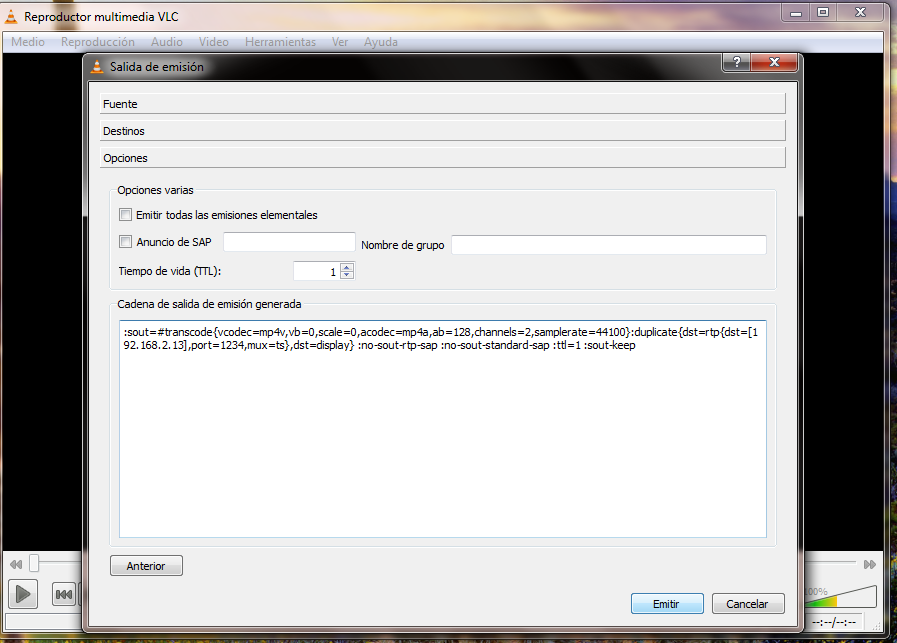 Reproductor multimedia VLC
Medio Reproducción Audio Video Herramientas Ver Ayuda
Salida de emisión
?
Fuente
Destinos
Opciones
Opciones varias
Emitir todas las emisiones elementales
Anuncio de SAP
Nombre de grupo
Tiempo de vida (TTL):
1
Cadena de salida de emisión generada
:sout=#transcode{vcodec=mp4v,vb=0,scale=0,acodec=mp4a,ab=128,channels=2,samplerate=44100}:duplicate{dst=rtp{dst=[1
92.168.2.13],port=1234,mux=ts},dst=display} :no-sout-rtp-sap :no-sout-standard-sap :ttl=1 :sout-keep
Anterior
Emitir
Cancelar
--:--/--:--